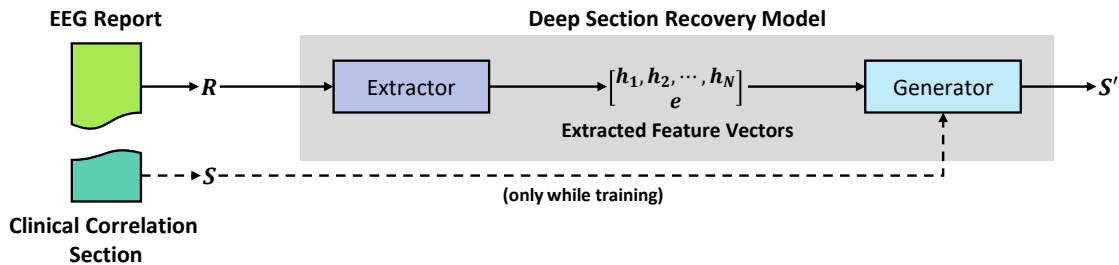 EEG Report
Deep Section Recovery Model
R
Extractor
[h₁, h₂, ⋯, h_N]
e
Extracted Feature Vectors
Generator
S′
S
(only while training)
Clinical Correlation
Section